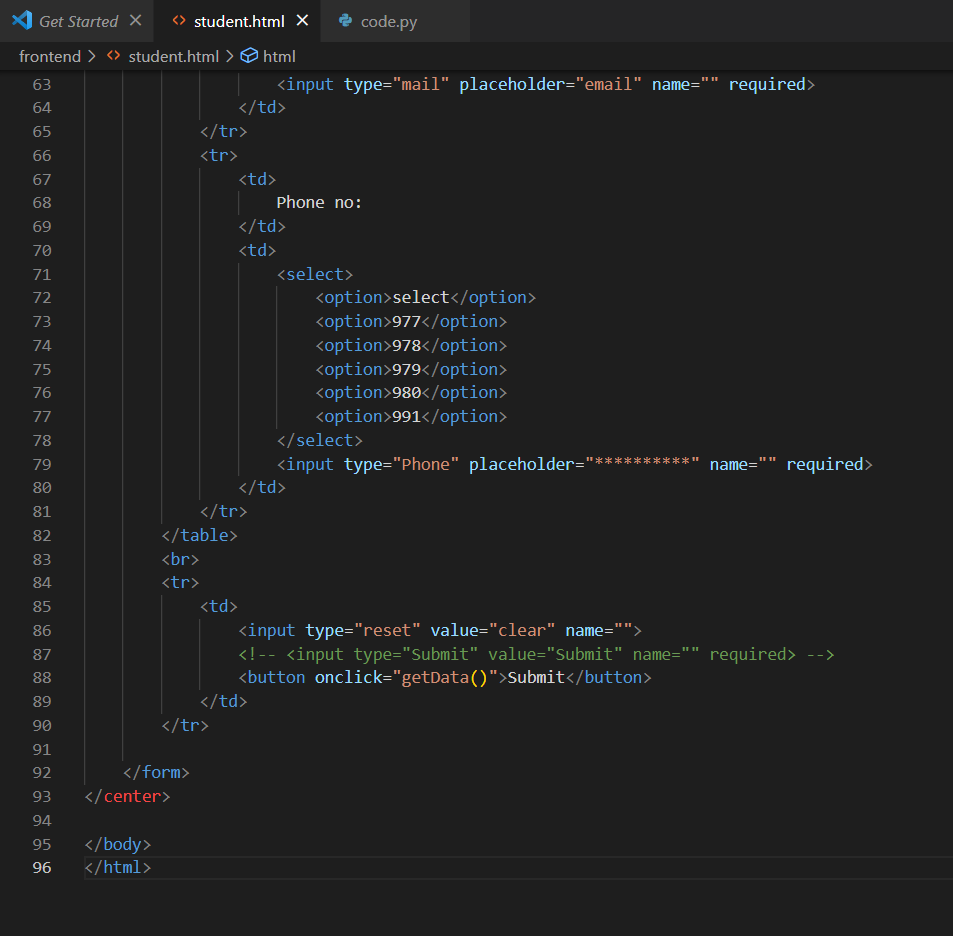 Get Started student.html code.py
frontend > student.html > html
63 <input type="mail" placeholder="email" name="" required>
64 </td>
65 </tr>
66 <tr>
67 <td>
68 Phone no:
69 </td>
70 <td>
71 <select>
72 <option>select</option>
73 <option>977</option>
74 <option>978</option>
75 <option>979</option>
76 <option>980</option>
77 <option>991</option>
78 </select>
79 <input type="Phone" placeholder="**********" name="" required>
80 </td>
81 </tr>
82 </table>
83 <br>
84 <tr>
85 <td>
86 <input type="reset" value="clear" name="">
87 <!-- <input type="Submit" value="Submit" name="" required> -->
88 <button onclick="getData()">Submit</button>
89 </td>
90 </tr>
91
92 </form>
93 </center>
94
95 </body>
96 </html>